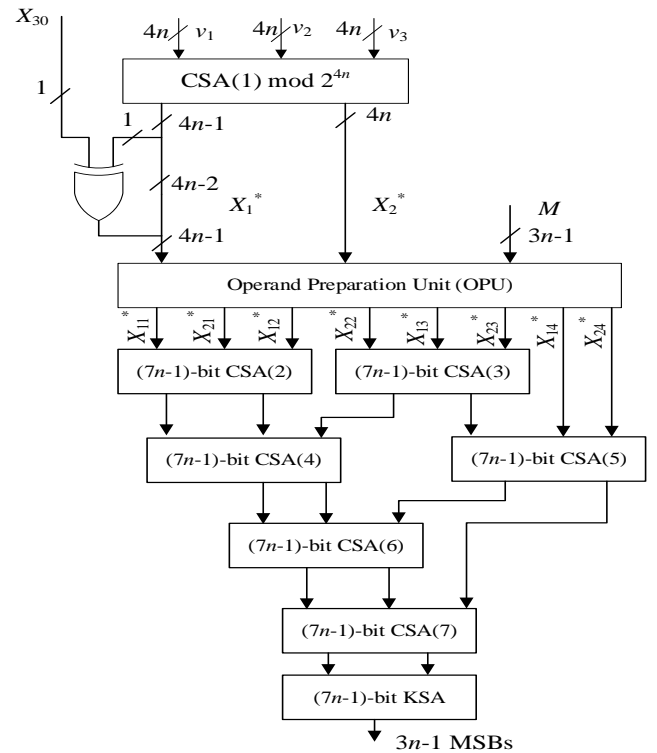 X30
4n v1 4n v2 4n v3
CSA(1) mod 2^4n
1
1
4n-1
4n
4n-2
X1* X2* M
4n-1
3n-1
Operand Preparation Unit (OPU)
X11* X21* X12* X22* X13* X23* X14* X24*
(7n-1)-bit CSA(2) (7n-1)-bit CSA(3)
(7n-1)-bit CSA(4) (7n-1)-bit CSA(5)
(7n-1)-bit CSA(6)
(7n-1)-bit CSA(7)
(7n-1)-bit KSA
3n-1 MSBs